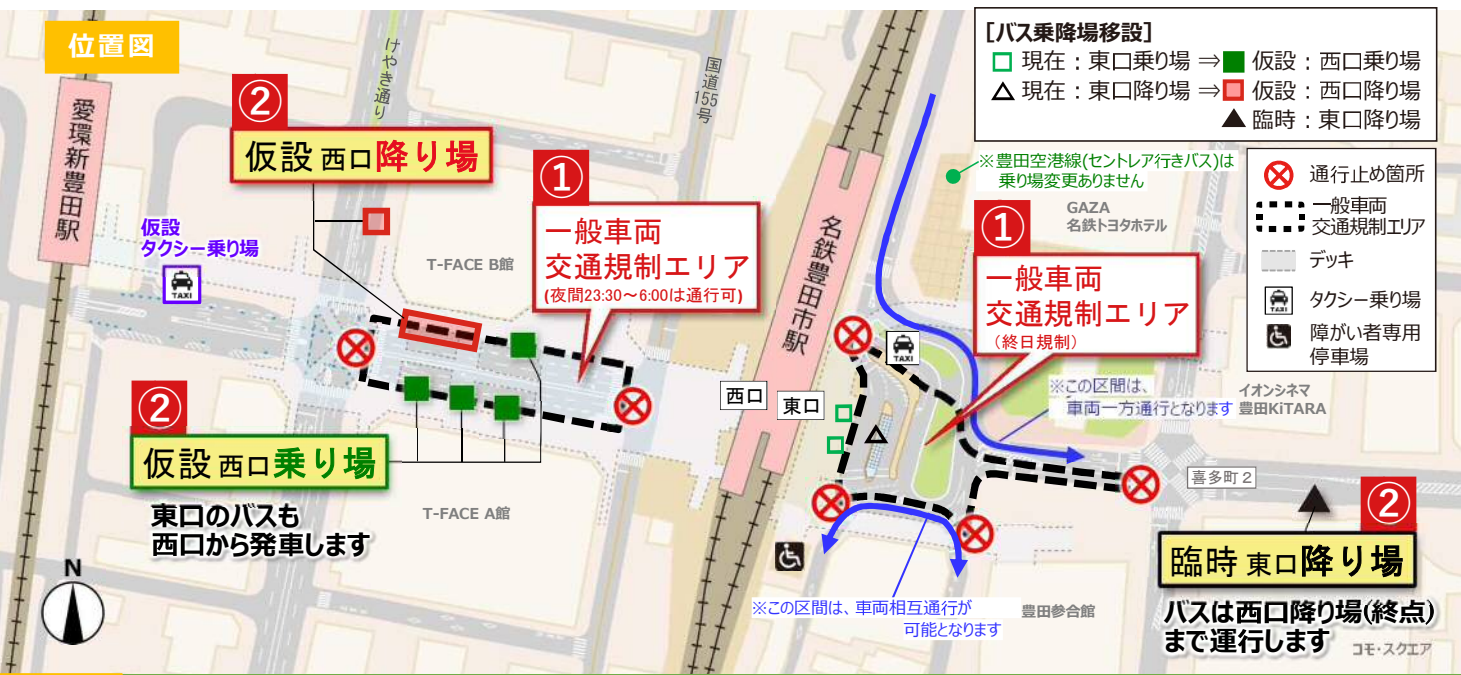 位置図
[バス乗降場移設]
現在：東口乗り場 ⇒ 仮設：西口乗り場
現在：東口降り場 ⇒ 仮設：西口降り場
臨時：東口降り場
通行止め箇所
一般車両
交通規制エリア
デッキ
TAXI
タクシー乗り場
障がい者専用
停車場
愛環新豊田駅
けやき通り
国道155号
②
仮設 西口降り場
①
一般車両
交通規制エリア
(夜間23:30～6:00は通行可)
仮設
タクシー乗り場
TAXI
T-FACE B館
②
仮設 西口乗り場
東口のバスも
西口から発車します
T-FACE A館
N
名鉄豊田市駅
西口
東口
TAXI
※豊田空港線(セントレア行きバス)は
乗り場変更ありません
GAZA
名鉄トヨタホテル
①
一般車両
交通規制エリア
（終日規制）
※この区間は、
車両一方通行となります
イオンシネマ
豊田KiTARA
喜多町２
※この区間は、車両相互通行が
可能となります
豊田参合館
②
臨時 東口降り場
バスは西口降り場(終点)
まで運行します
コモ・スクエア